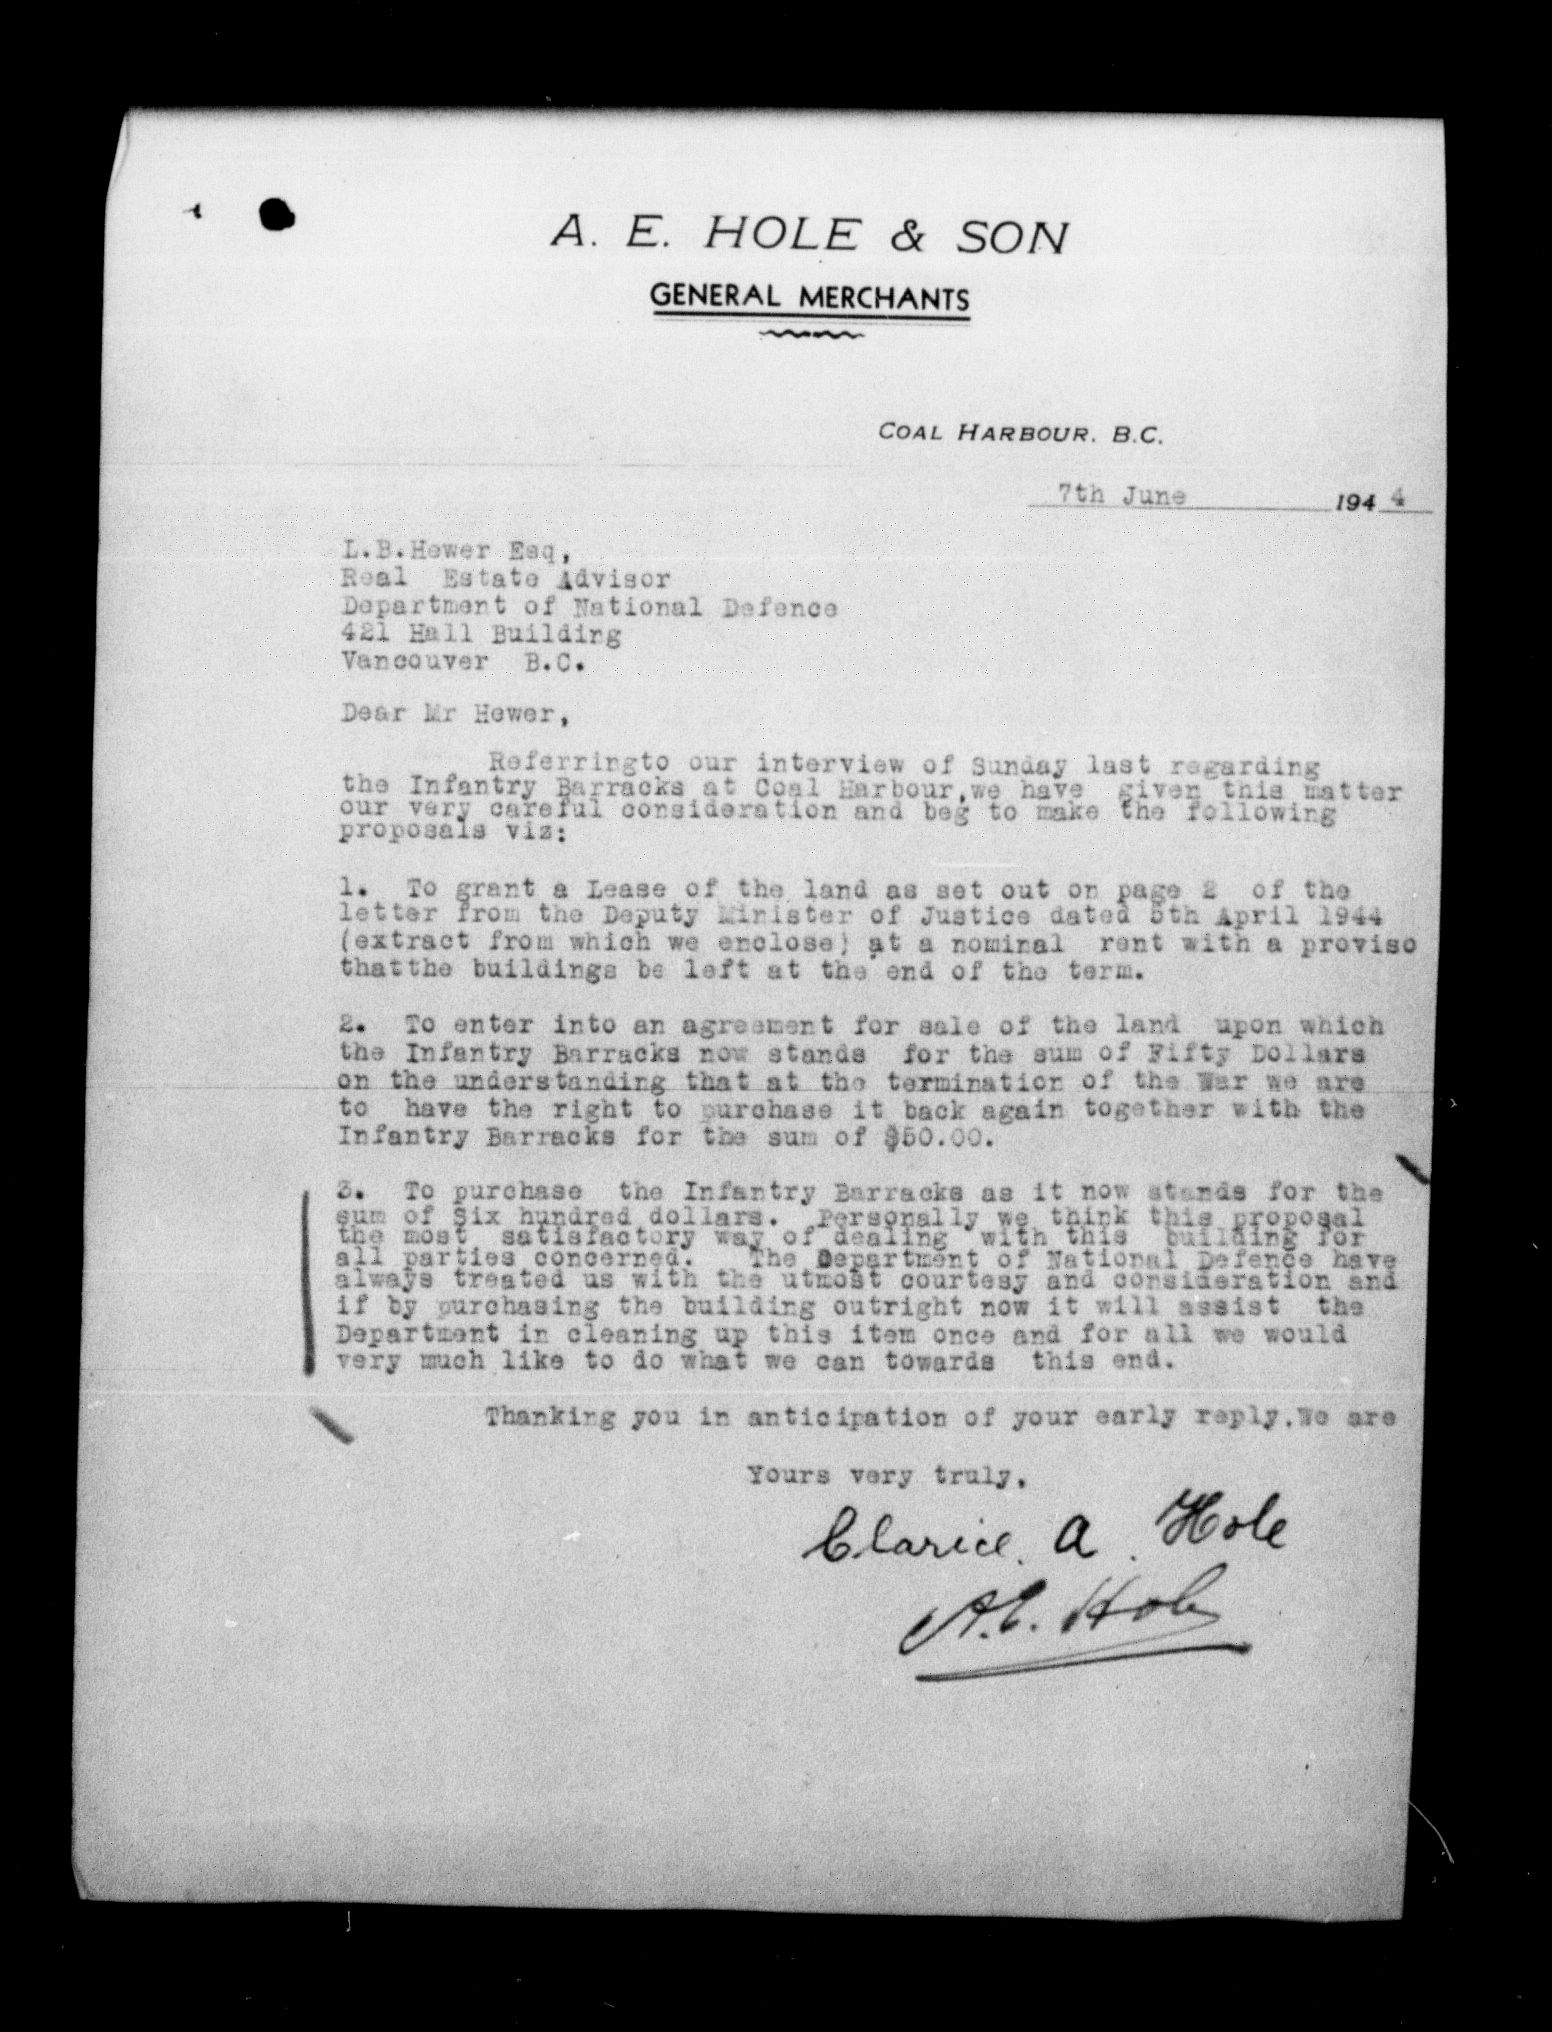 A. E. HOLE & SON
GENERAL MERCHANTS
COAL HARBOUR. B.C.
7th June 1944
L.B.Hewer Esq,
Real Estate Advisor
Department of National Defence
421 Hall Building
Vancouver B.C.
Dear Mr Hewer,
Referringto our interview of Sunday last regarding
the Infantry Barracks at Coal Harbour,we have given this matter
our very careful consideration and beg to make the following
proposals viz:
1. To grant a Lease of the land as set out on page 2 of the
letter from the Deputy Minister of Justice dated 5th April 1944
(extract from which we enclose) at a nominal rent with a proviso
thatthe buildings be left at the end of the term.
2. To enter into an agreement for sale of the land upon which
the Infantry Barracks now stands for the sum of Fifty Dollars
on the understanding that at the termination of the War we are
to have the right to purchase it back again together with the
Infantry Barracks for the sum of $50.00.
3. To purchase the Infantry Barracks as it now stands for the
sum of Six hundred dollars. Personally we think this proposal
the most satisfactory way of dealing with this building for
all parties concerned. The Department of National Defence have
always treated us with the utmost courtesy and consideration and
if by purchasing the building outright now it will assist the
Department in cleaning up this item once and for all we would
very much like to do what we can towards this end.
Thanking you in anticipation of your early reply.We are
Yours very truly.
Clarice. A. Hole
A.E. Hole